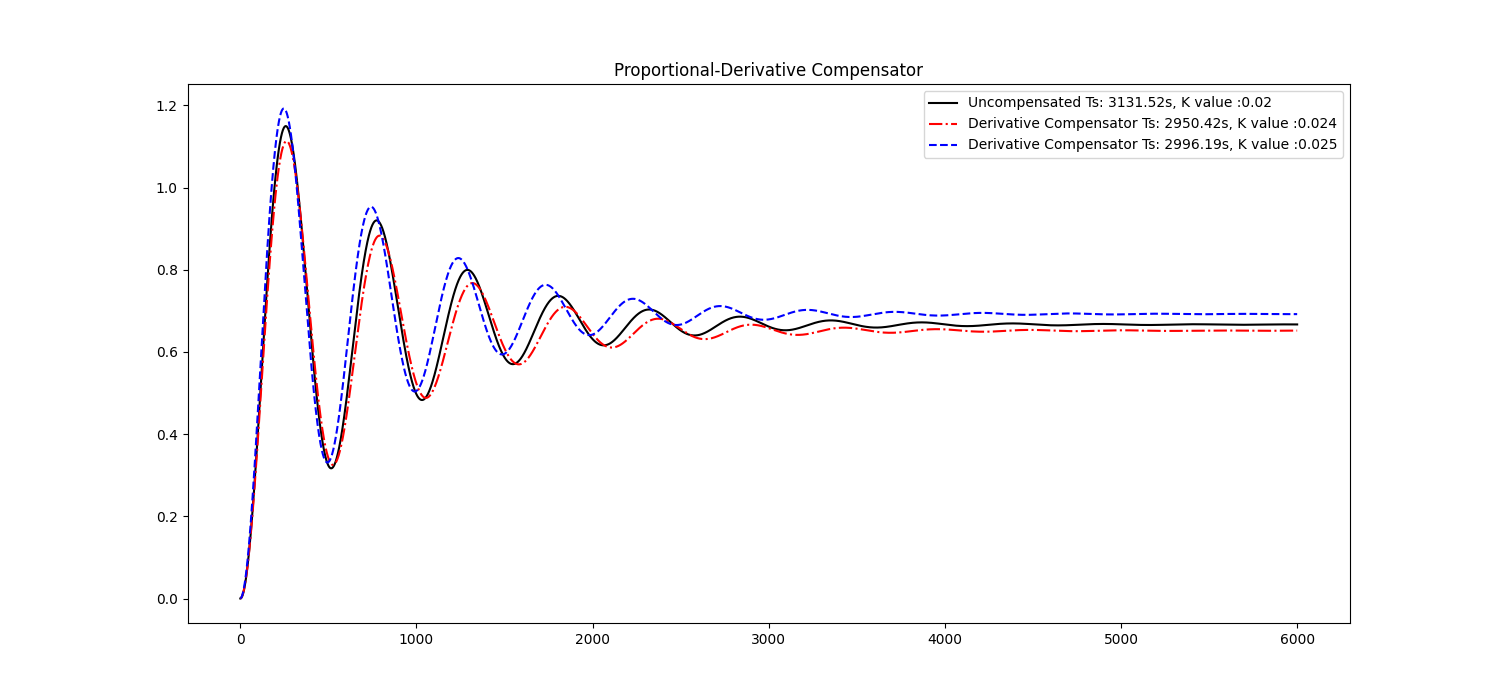 Proportional-Derivative Compensator
Uncompensated Ts: 3131.52s, K value :0.02
Derivative Compensator Ts: 2950.42s, K value :0.024
Derivative Compensator Ts: 2996.19s, K value :0.025
1.2
1.0
0.8
0.6
0.4
0.2
0.0
0 1000 2000 3000 4000 5000 6000